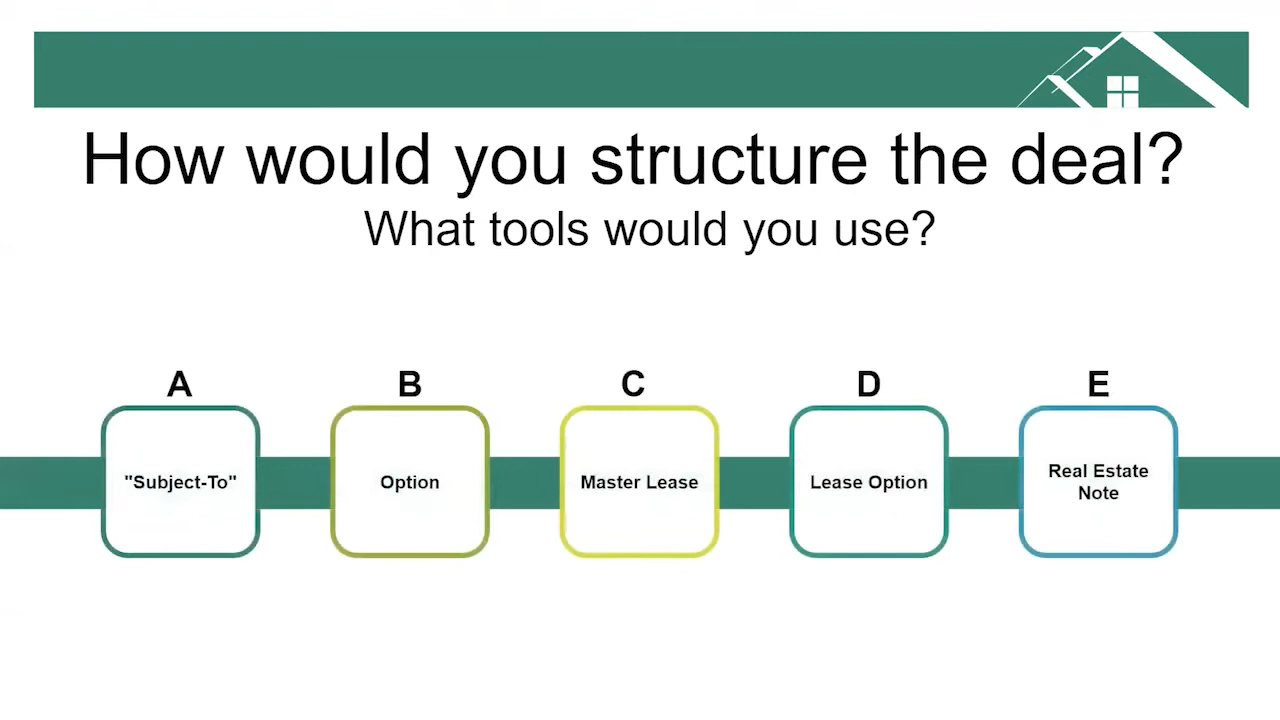 How would you structure the deal?
What tools would you use?
A B C D E
"Subject-To" Option Master Lease Lease Option Real Estate
Note